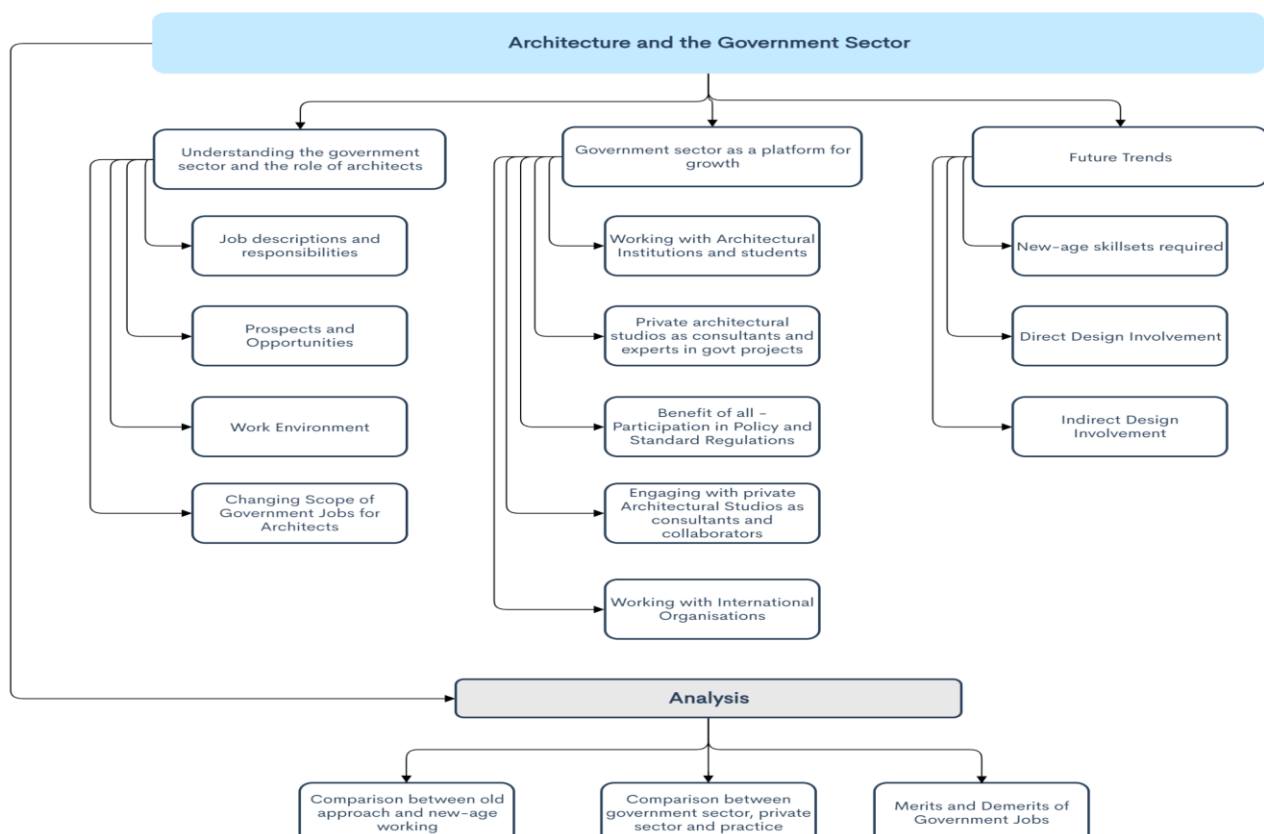 Architecture and the Government Sector
Understanding the government
sector and the role of architects
Job descriptions and
responsibilities
Prospects and
Opportunities
Work Environment
Changing Scope of
Government Jobs for
Architects
Government sector as a platform for
growth
Working with Architectural
Institutions and students
Private architectural
studios as consultants and
experts in govt projects
Benefit of all -
Participation in Policy and
Standard Regulations
Engaging with private
Architectural Studios as
consultants and
collaborators
Working with International
Organisations
Future Trends
New-age skillsets required
Direct Design Involvement
Indirect Design
Involvement
Analysis
Comparison between old
approach and new-age
working
Comparison between
government sector, private
sector and practice
Merits and Demerits of
Government Jobs